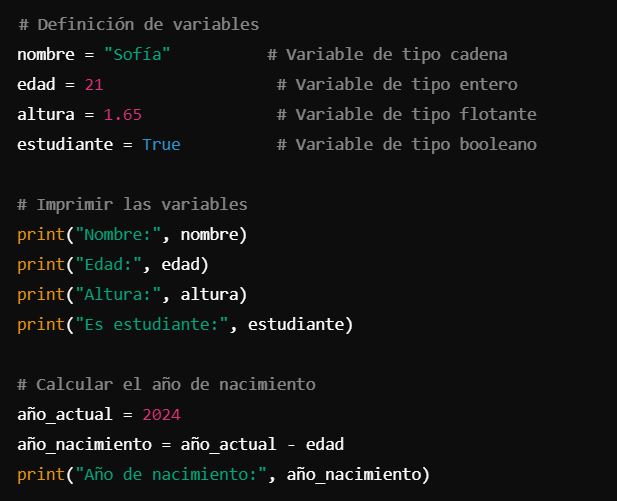 # Definición de variables
nombre = "Sofía"          # Variable de tipo cadena
edad = 21                  # Variable de tipo entero
altura = 1.65              # Variable de tipo flotante
estudiante = True          # Variable de tipo booleano

# Imprimir las variables
print("Nombre:", nombre)
print("Edad:", edad)
print("Altura:", altura)
print("Es estudiante:", estudiante)

# Calcular el año de nacimiento
año_actual = 2024
año_nacimiento = año_actual - edad
print("Año de nacimiento:", año_nacimiento)